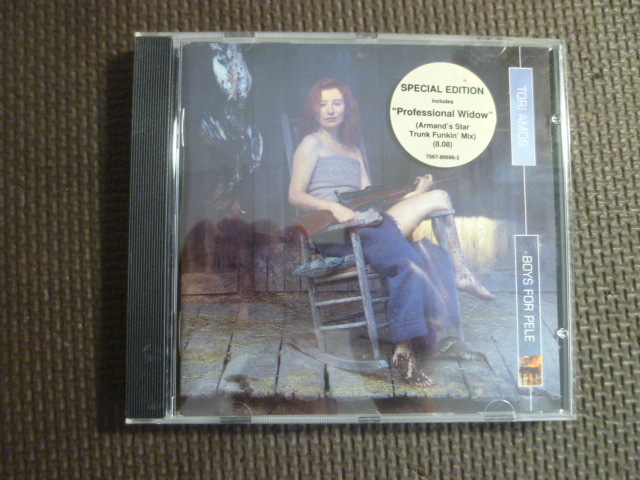 SPECIAL EDITION
includes
"Professional Widow"
(Armand's Star
Trunk Funkin' Mix)
(8.08)
7567-80696-2
TORI AMOS
BOYS FOR PELE